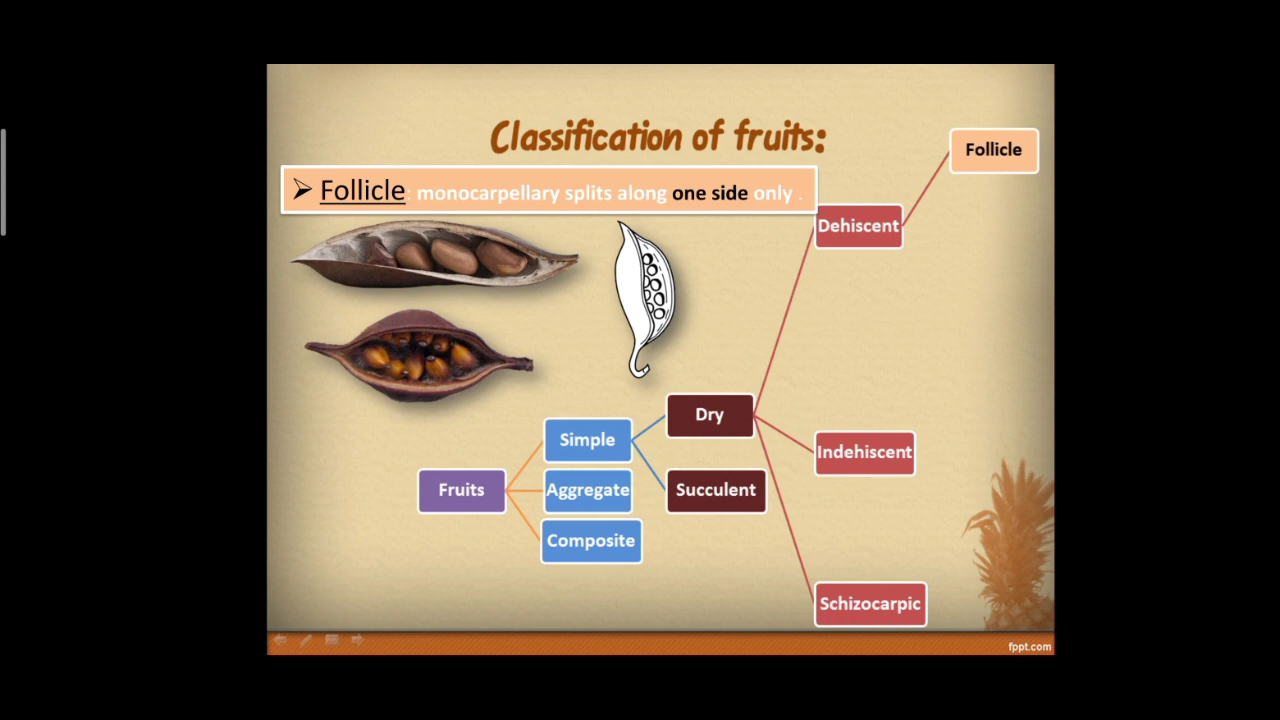 Classification of fruits:
Follicle
➢ Follicle: monocarpellary splits along one side only .
Dehiscent
Dry
Simple
Indehiscent
Fruits
Aggregate
Succulent
Composite
Schizocarpic
fppt.com